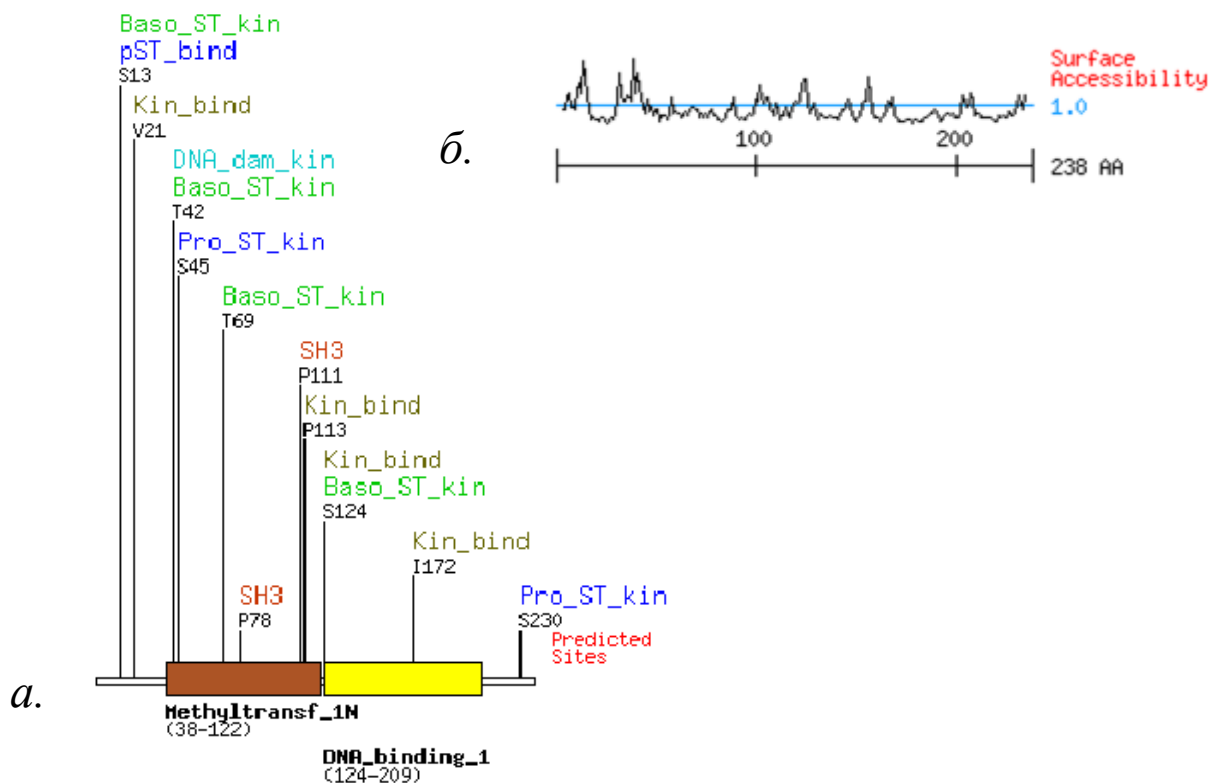 Baso_ST_kin
pST_bind
S13
Kin_bind
V21
DNA_dam_kin
Baso_ST_kin
T42
Pro_ST_kin
S45
Baso_ST_kin
T69
SH3
P111
Kin_bind
P113
Kin_bind
Baso_ST_kin
S124
Kin_bind
I172
SH3
P78
Pro_ST_kin
S230
Predicted
Sites
а.
Methyltransf_1N
(38-122)
DNA_binding_1
(124-209)
б.
Surface
Accessibility
1.0
100
200
238 AA